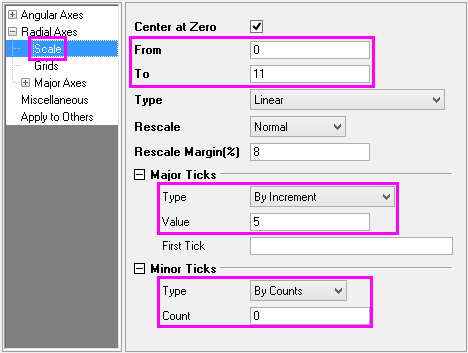 Angular Axes
Radial Axes
Scale
Grids
Major Axes
Miscellaneous
Apply to Others
Center at Zero
From 0
To 11
Type Linear
Rescale Normal
Rescale Margin(%) 8
Major Ticks
Type By Increment
Value 5
First Tick
Minor Ticks
Type By Counts
Count 0